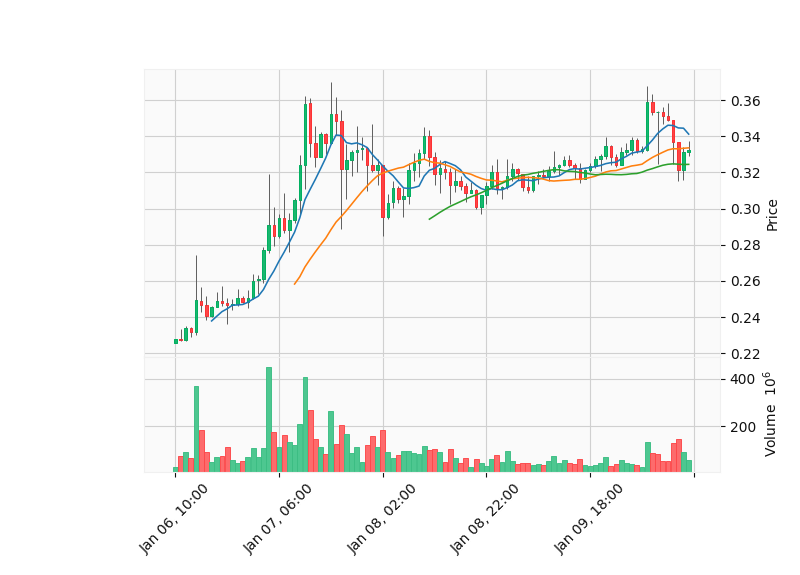 0.36
0.34
0.32
0.30
0.28
0.26
0.24
0.22
Price
400
200
Volume 10⁶
Jan 06, 10:00
Jan 07, 06:00
Jan 08, 02:00
Jan 08, 22:00
Jan 09, 18:00